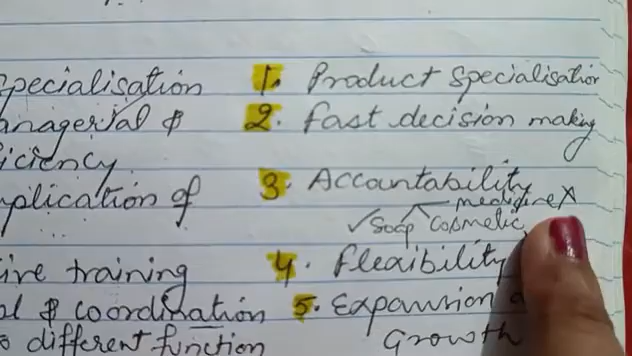 specialisation
1. Product specialisation
managerial &
2. Fast decision making
iciency
3. Accountability
medicine x
✓ Soap Cosmetic
plication of
4. Flexibility
ire training
5. Expansion
& coordination
Growth
different function